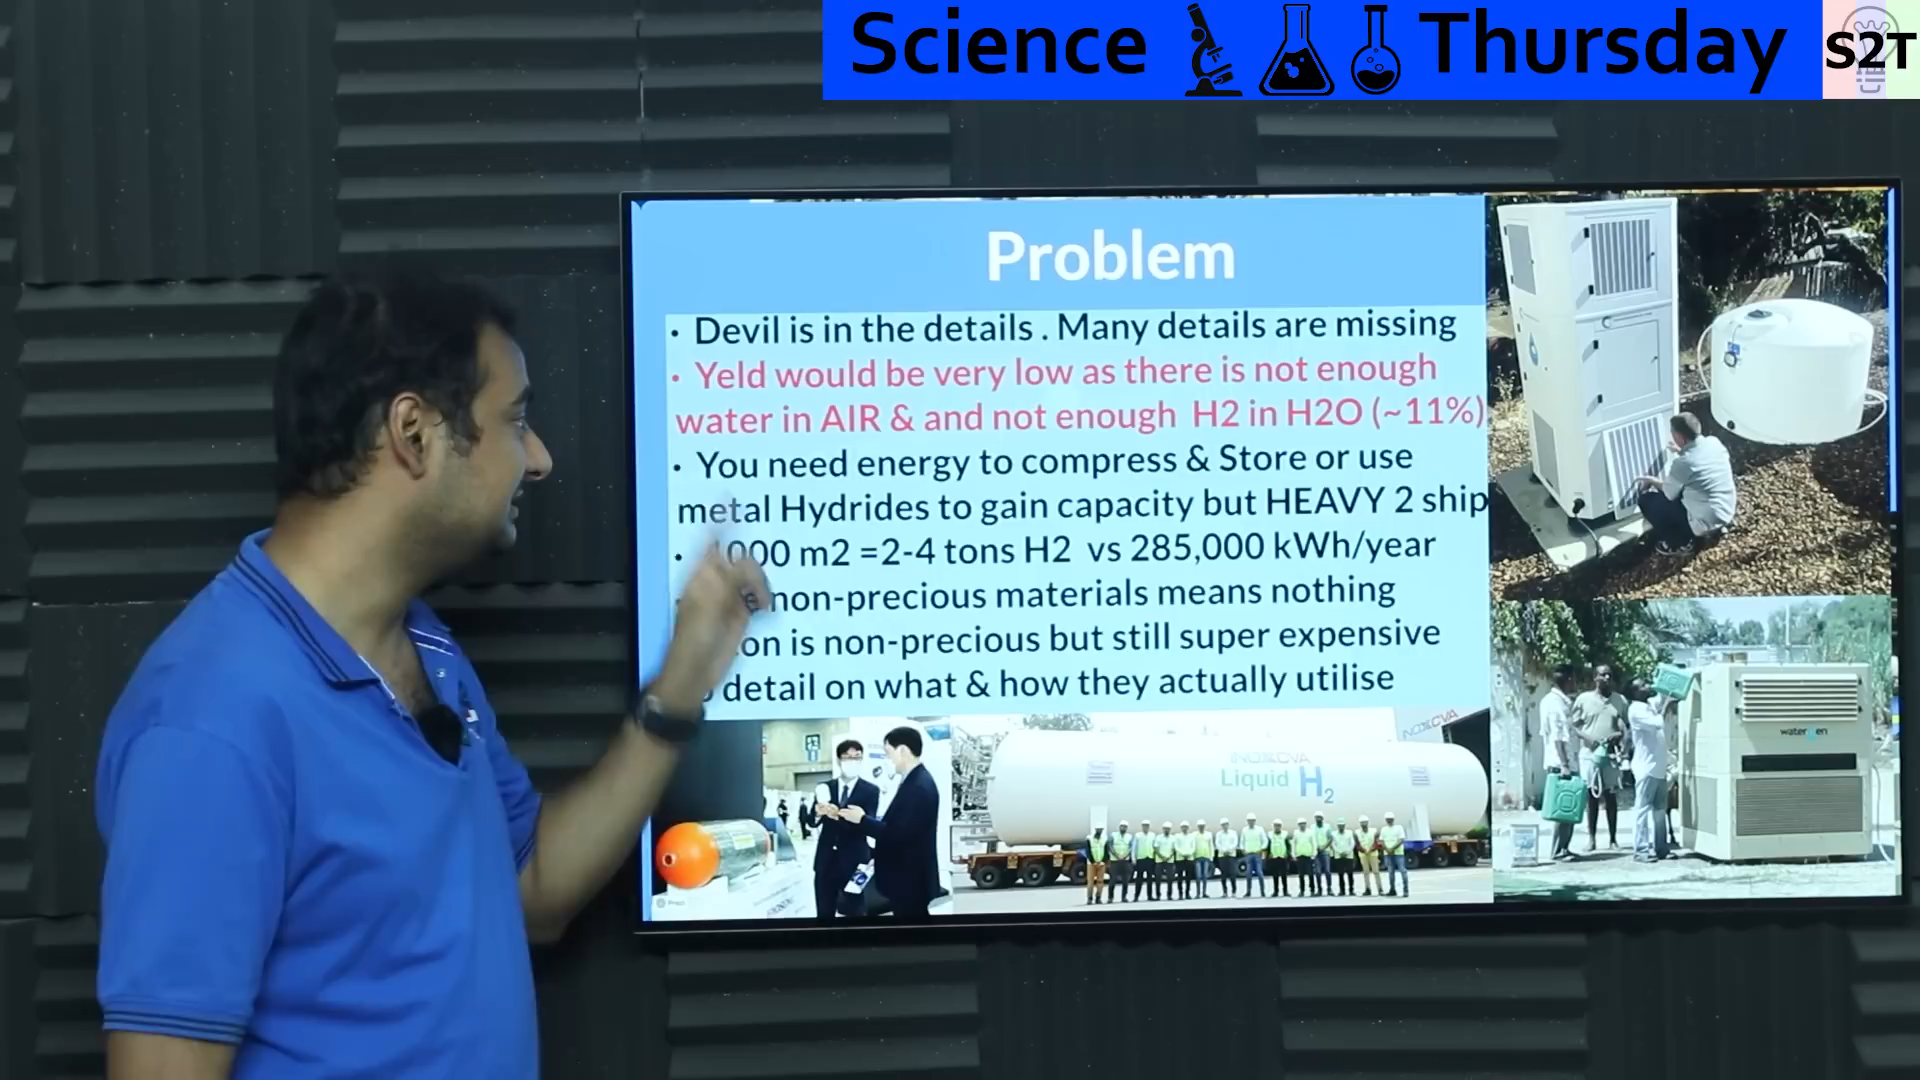 Science Thursday
S2T
Problem
• Devil is in the details . Many details are missing
• Yeld would be very low as there is not enough
water in AIR & and not enough H2 in H2O (~11%)
• You need energy to compress & Store or use
metal Hydrides to gain capacity but HEAVY 2 ship
• 000 m2 =2-4 tons H2 vs 285,000 kWh/year
non-precious materials means nothing
is non-precious but still super expensive
detail on what & how they actually utilise
INOXCVA
INOXCVA
Liquid H2
watergen